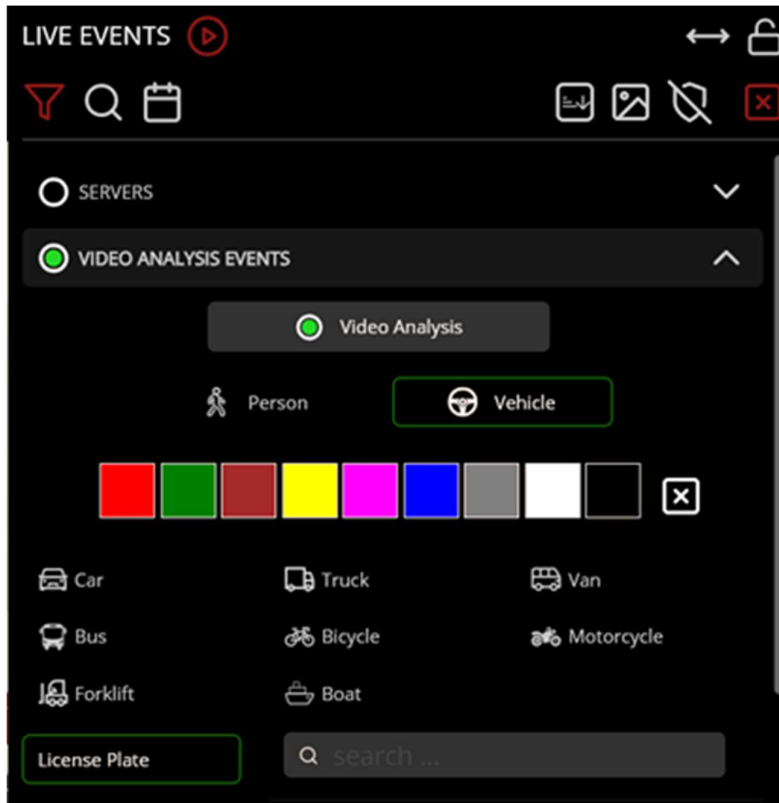 LIVE EVENTS
SERVERS
VIDEO ANALYSIS EVENTS
Video Analysis
Person Vehicle
Car Truck Van
Bus Bicycle Motorcycle
Forklift Boat
License Plate search ...